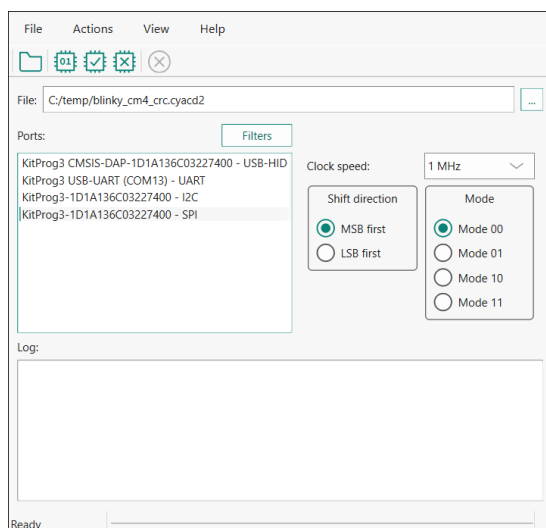 File Actions View Help
01
File: C:/temp/blinky_cm4_crc.cyacd2 ...
Ports: Filters
KitProg3 CMSIS-DAP-1D1A136C03227400 - USB-HID
KitProg3 USB-UART (COM13) - UART
KitProg3-1D1A136C03227400 - I2C
KitProg3-1D1A136C03227400 - SPI
Clock speed: 1 MHz
Shift direction
MSB first
LSB first
Mode
Mode 00
Mode 01
Mode 10
Mode 11
Log:
Ready